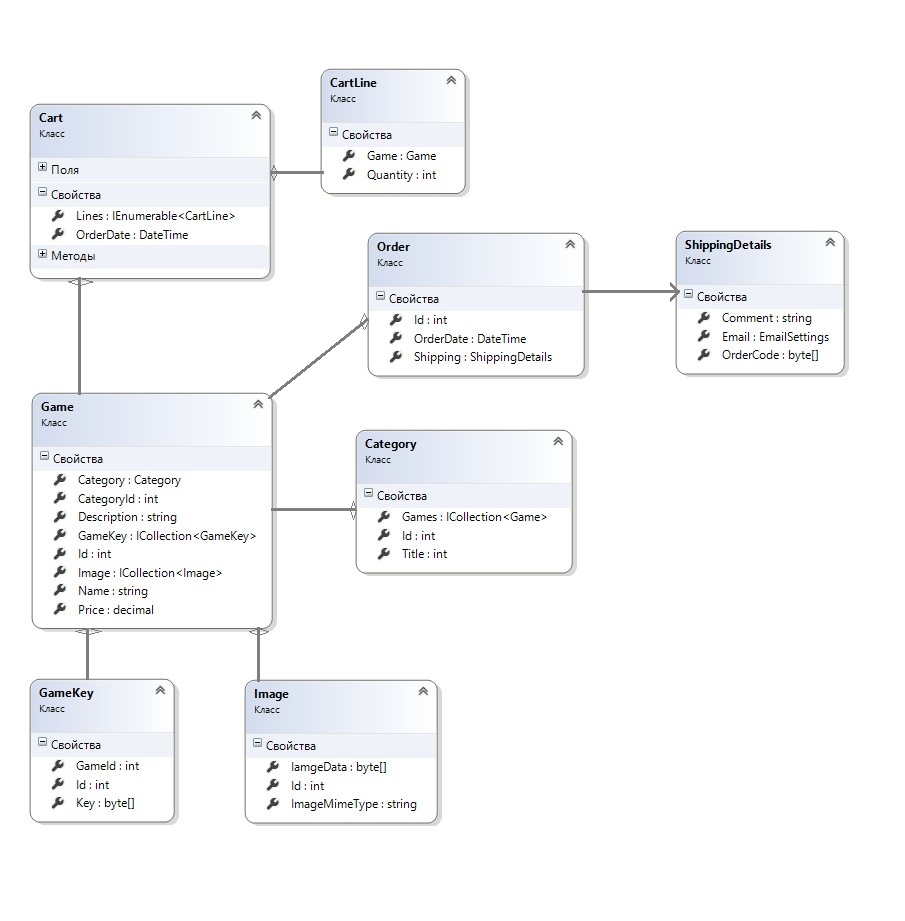 CartLine
Класс
Свойства
Game : Game
Quantity : int
Cart
Класс
Поля
Свойства
Lines : IEnumerable<CartLine>
OrderDate : DateTime
Методы
Order
Класс
Свойства
Id : int
OrderDate : DateTime
Shipping : ShippingDetails
ShippingDetails
Класс
Свойства
Comment : string
Email : EmailSettings
OrderCode : byte[]
Game
Класс
Свойства
Category : Category
CategoryId : int
Description : string
GameKey : ICollection<GameKey>
Id : int
Image : ICollection<Image>
Name : string
Price : decimal
Category
Класс
Свойства
Games : ICollection<Game>
Id : int
Title : int
GameKey
Класс
Свойства
GameId : int
Id : int
Key : byte[]
Image
Класс
Свойства
IamgeData : byte[]
Id : int
ImageMimeType : string